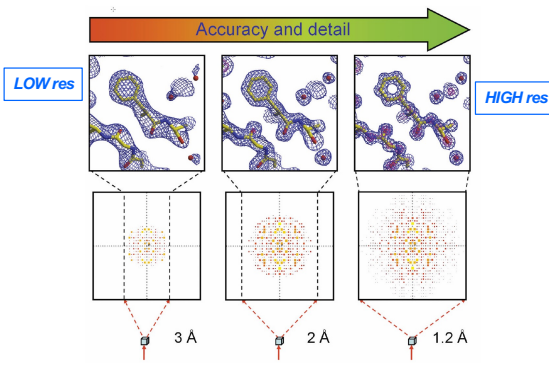 Accuracy and detail
LOW res
HIGH res
3 Å
2 Å
1.2 Å